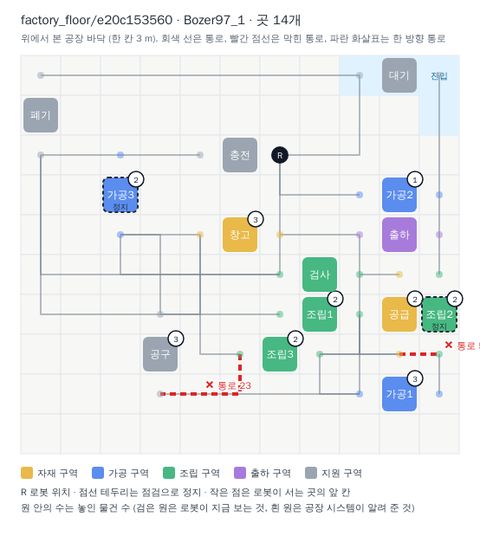 factory_floor/e20c153560 · Bozer97_1 · 곳 14개
위에서 본 공장 바닥 (한 칸 3 m). 회색 선은 통로, 빨간 점선은 막힌 통로, 파란 화살표는 한 방향 통로
대기
진입
폐기
충전
R
가공3
2
정지
가공2
1
창고
3
출하
검사
조립1
2
공급
2
조립2
2
정지
공구
3
조립3
2
✕ 통로
✕ 통로 23
가공1
3
자재 구역
가공 구역
조립 구역
출하 구역
지원 구역
R 로봇 위치 · 점선 테두리는 점검으로 정지 · 작은 점은 로봇이 서는 곳의 앞 칸
원 안의 수는 놓인 물건 수 (검은 원은 로봇이 지금 보는 것, 흰 원은 공장 시스템이 알려 준 것)